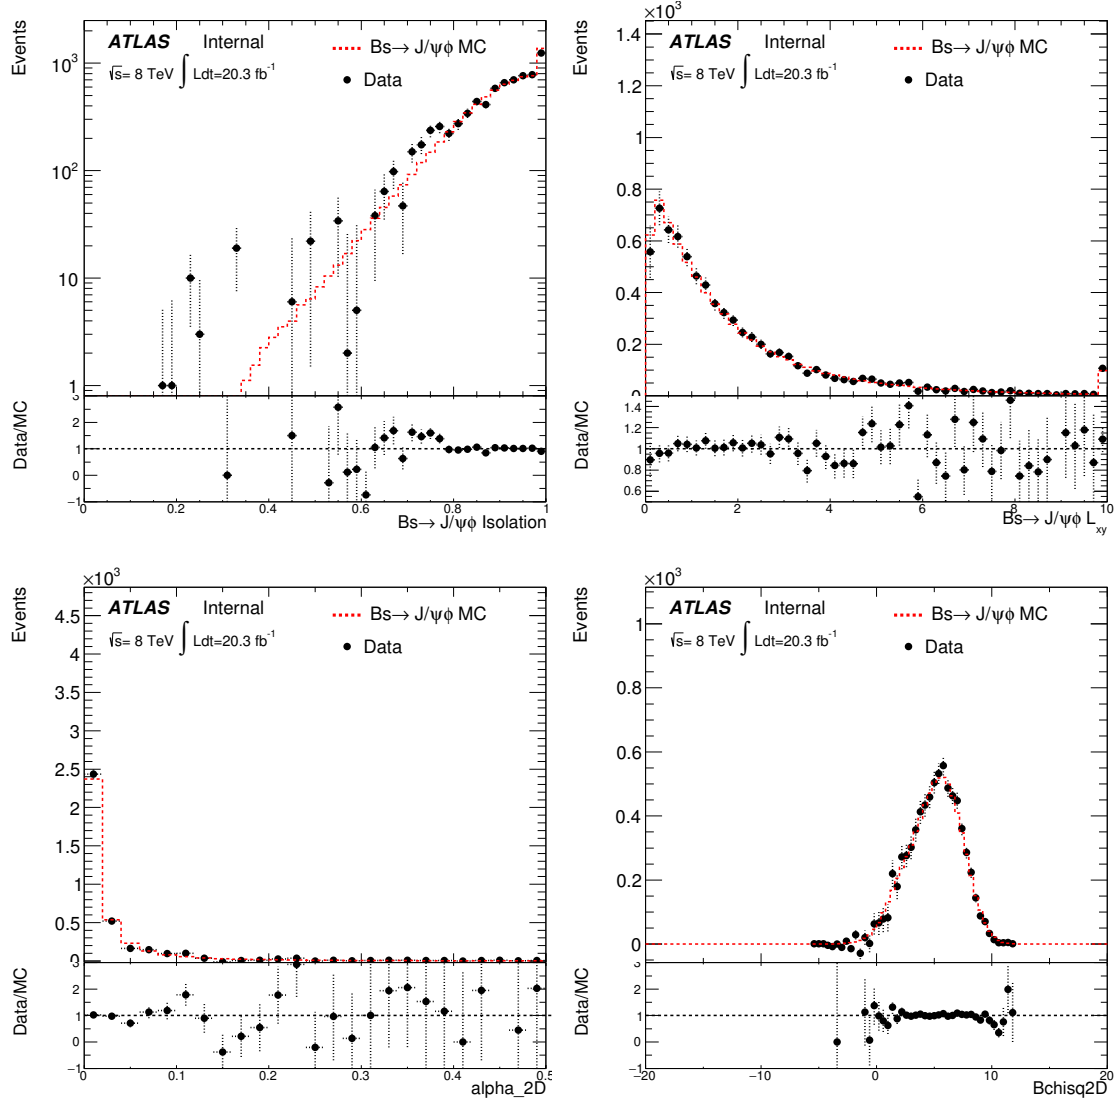 Events
ATLAS Internal
√s= 8 TeV ∫ Ldt=20.3 fb⁻¹
Bs→ J/ψϕ MC
Data
10³
10²
10
1
Data/MC
3
2
1
0
−1
0 0.2 0.4 0.6 0.8 1
Bs→ J/ψϕ Isolation
×10³
Events
ATLAS Internal
√s= 8 TeV ∫ Ldt=20.3 fb⁻¹
Bs→ J/ψϕ MC
Data
1.4
1.2
1
0.8
0.6
0.4
0.2
0
Data/MC
1.4
1.2
1.0
0.8
0.6
0 2 4 6 8 10
Bs→ J/ψϕ L_xy
×10³
Events
ATLAS Internal
√s= 8 TeV ∫ Ldt=20.3 fb⁻¹
Bs→ J/ψϕ MC
Data
4.5
4
3.5
3
2.5
2
1.5
1
0.5
0
Data/MC
3
2
1
0
−1
0 0.1 0.2 0.3 0.4 0.5
alpha_2D
×10³
Events
ATLAS Internal
√s= 8 TeV ∫ Ldt=20.3 fb⁻¹
Bs→ J/ψϕ MC
Data
1
0.8
0.6
0.4
0.2
0
Data/MC
3
2
1
0
−1
−20 −10 0 10 20
Bchisq2D